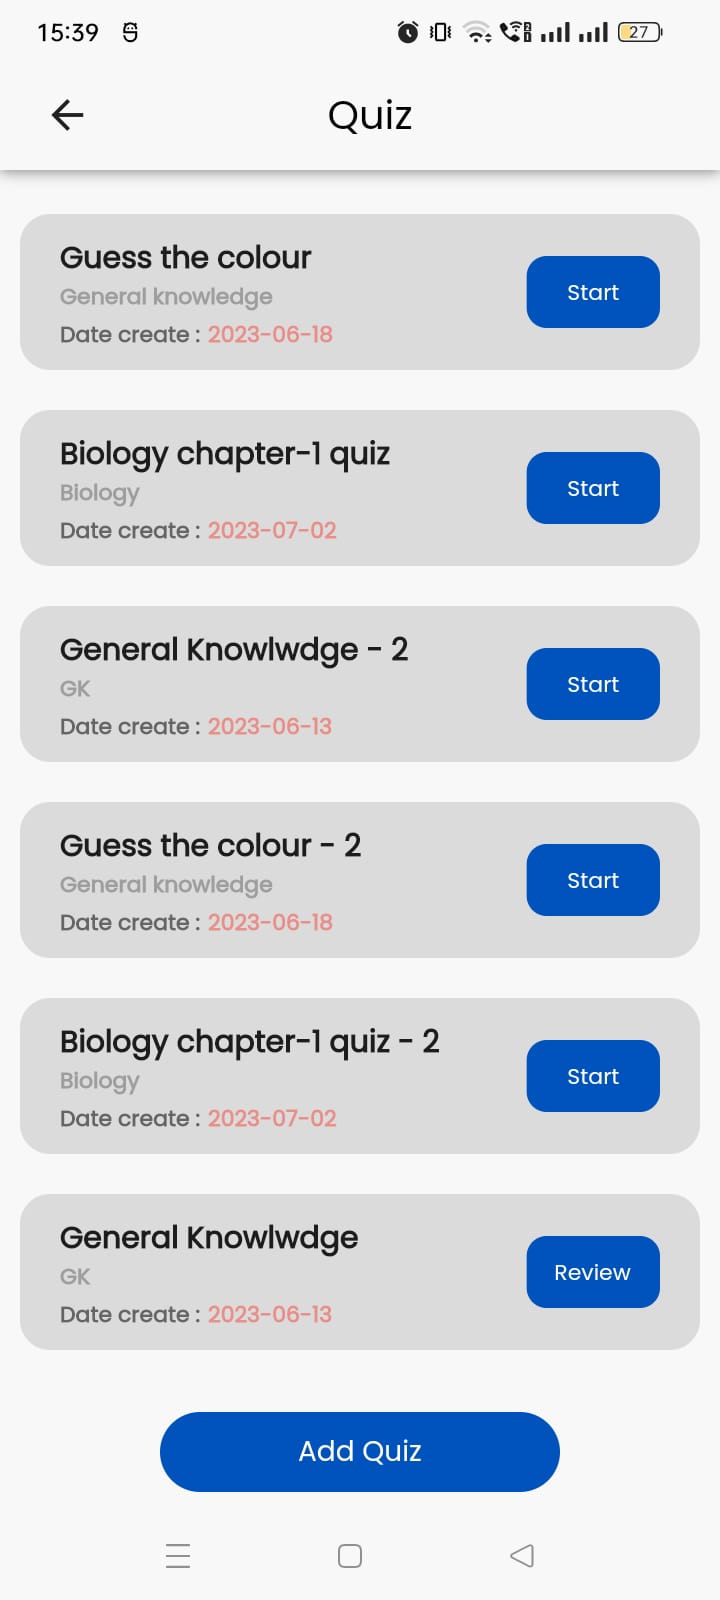 15:39
27
Quiz
Guess the colour
General knowledge
Date create : 2023-06-18
Start
Biology chapter-1 quiz
Biology
Date create : 2023-07-02
Start
General Knowlwdge - 2
GK
Date create : 2023-06-13
Start
Guess the colour - 2
General knowledge
Date create : 2023-06-18
Start
Biology chapter-1 quiz - 2
Biology
Date create : 2023-07-02
Start
General Knowlwdge
GK
Date create : 2023-06-13
Review
Add Quiz